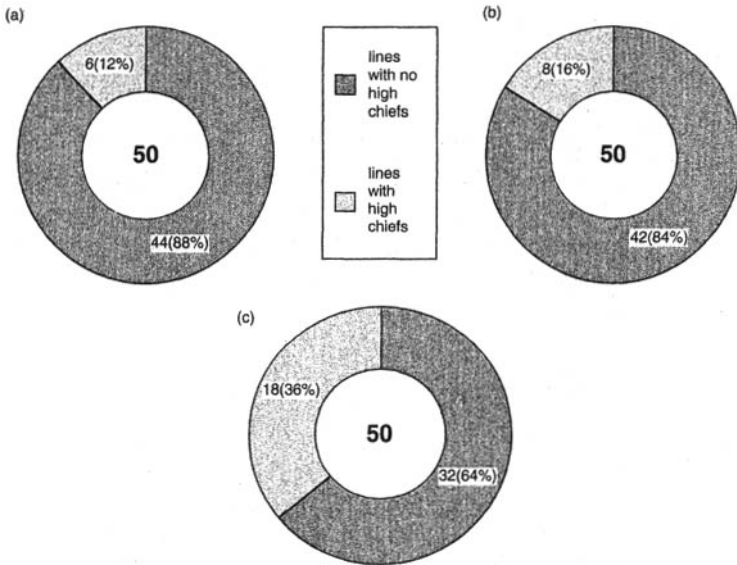 (a)
6(12%)
50
44(88%)
lines
with no
high
chiefs
lines
with
high
chiefs
(b)
8(16%)
50
42(84%)
(c)
18(36%)
50
32(64%)